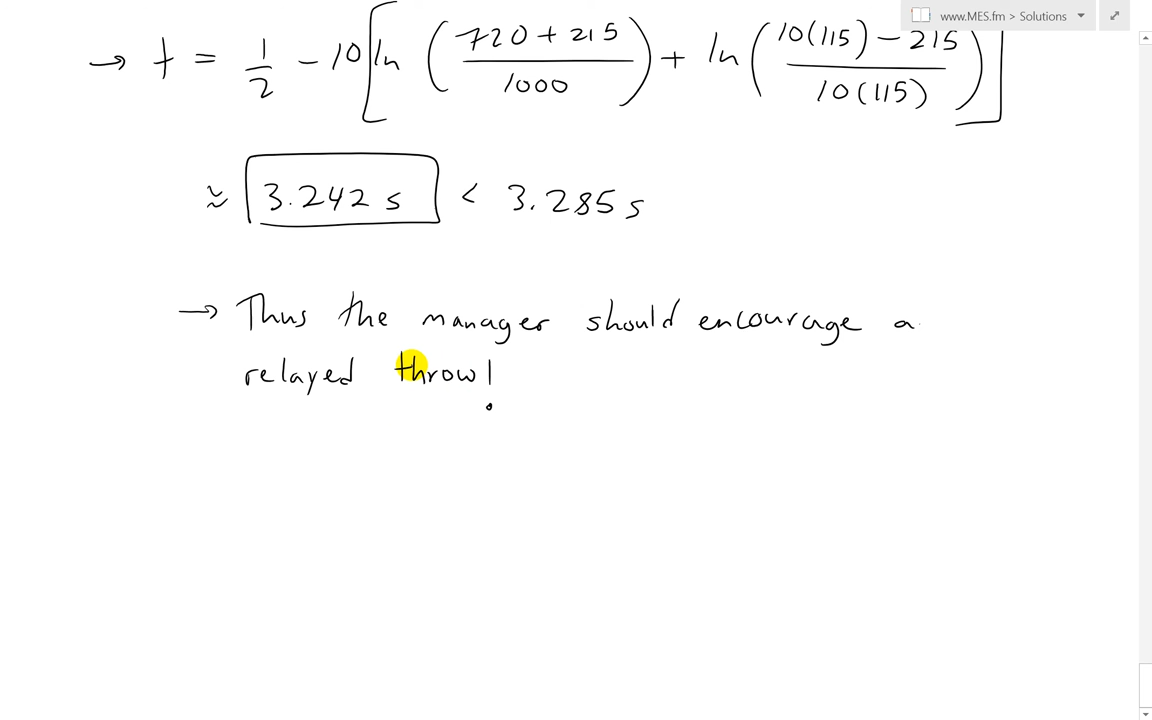 www.MES.fm > Solutions
→ t = 1/2 − 10[ln((720 + 215)/1000) + ln((10(115) − 215)/(10(115)))]
≈ 3.242 s < 3.285 s
→ Thus the manager should encourage a
relayed throw!